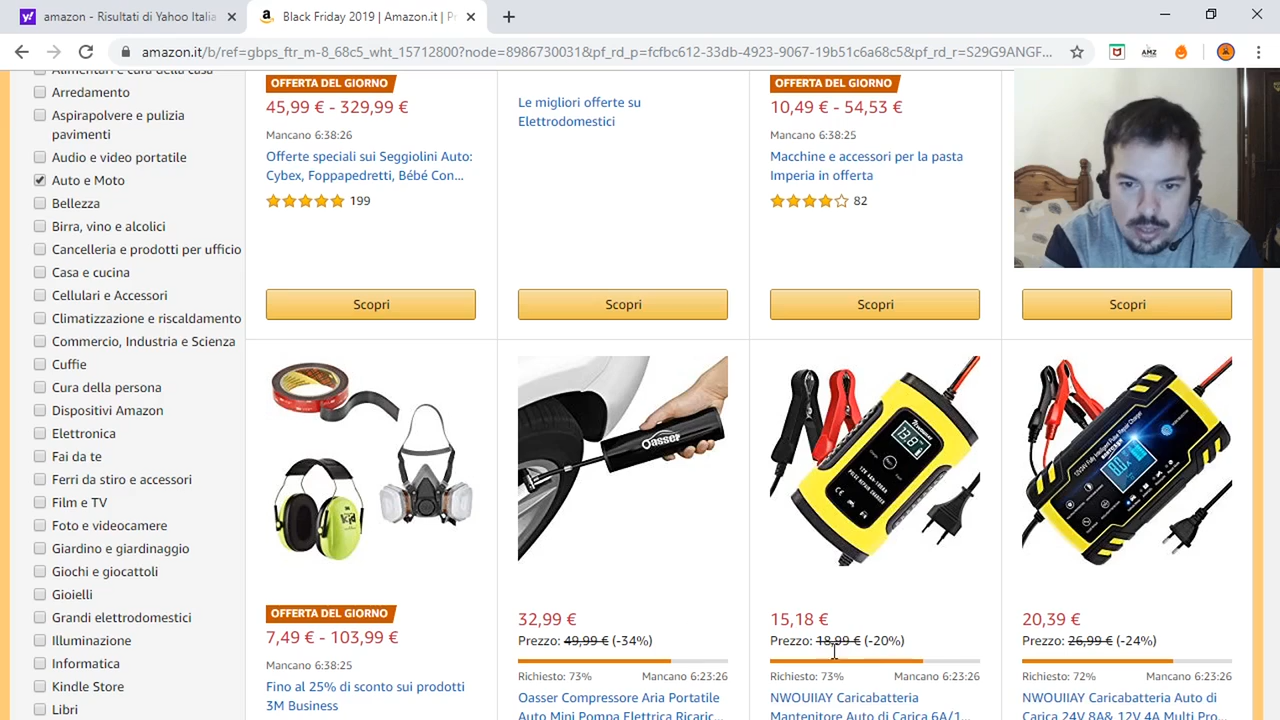 amazon - Risultati di Yahoo Italia
Black Friday 2019 | Amazon.it | Pr
amazon.it/b/ref=gbps_ftr_m-8_68c5_wht_15712800?node=8986730031&pf_rd_p=fcfbc612-33db-4923-9067-19b51c6a68c5&pf_rd_r=S29G9ANGF...
AMZ
Alimentari e cura della casa
Arredamento
Aspirapolvere e pulizia
pavimenti
Audio e video portatile
Auto e Moto
Bellezza
Birra, vino e alcolici
Cancelleria e prodotti per ufficio
Casa e cucina
Cellulari e Accessori
Climatizzazione e riscaldamento
Commercio, Industria e Scienza
Cuffie
Cura della persona
Dispositivi Amazon
Elettronica
Fai da te
Ferri da stiro e accessori
Film e TV
Foto e videocamere
Giardino e giardinaggio
Giochi e giocattoli
Gioielli
Grandi elettrodomestici
Illuminazione
Informatica
Kindle Store
Libri
OFFERTA DEL GIORNO
45,99 € - 329,99 €
Mancano 6:38:26
Offerte speciali sui Seggiolini Auto:
Cybex, Foppapedretti, Bébé Con...
199
Scopri
Le migliori offerte su
Elettrodomestici
Scopri
OFFERTA DEL GIORNO
10,49 € - 54,53 €
Mancano 6:38:25
Macchine e accessori per la pasta
Imperia in offerta
82
Scopri
Scopri
OFFERTA DEL GIORNO
7,49 € - 103,99 €
Mancano 6:38:25
Fino al 25% di sconto sui prodotti
3M Business
Oasser
32,99 €
Prezzo: 49,99 € (-34%)
Richiesto: 73% Mancano 6:23:26
Oasser Compressore Aria Portatile
Auto Mini Pompa Elettrica Ricaric...
15,18 €
Prezzo: 18,99 € (-20%)
Richiesto: 73% Mancano 6:23:26
NWOUIIAY Caricabatteria
Mantenitore Auto di Carica 6A/1...
20,39 €
Prezzo: 26,99 € (-24%)
Richiesto: 72% Mancano 6:23:26
NWOUIIAY Caricabatteria Auto di
Carica 24V 8A& 12V 4A Multi Pro...